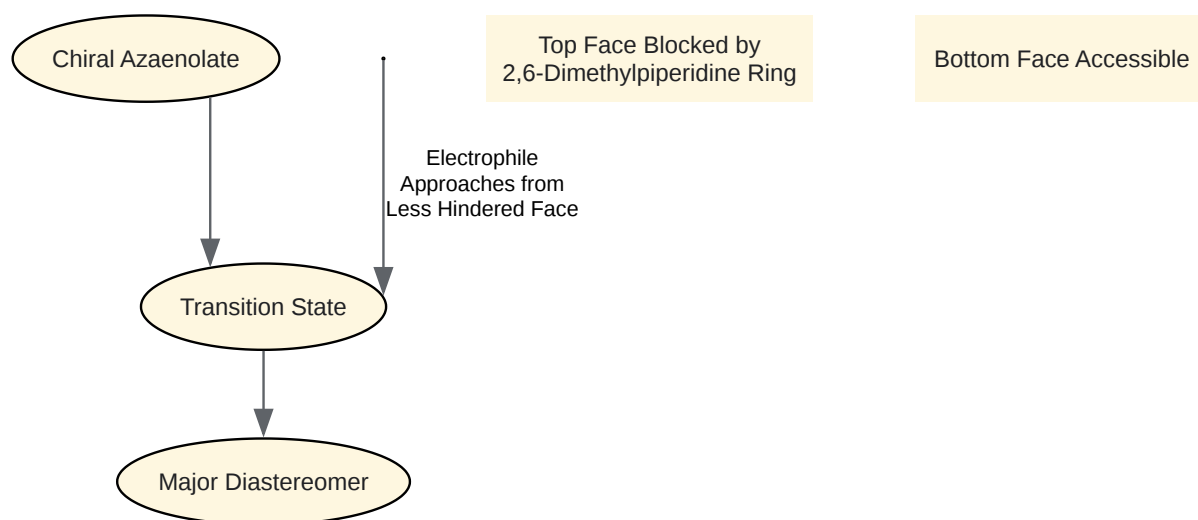 Chiral Azaenolate
Top Face Blocked by
2,6-Dimethylpiperidine Ring
Bottom Face Accessible
Electrophile
Approaches from
Less Hindered Face
Transition State
Major Diastereomer